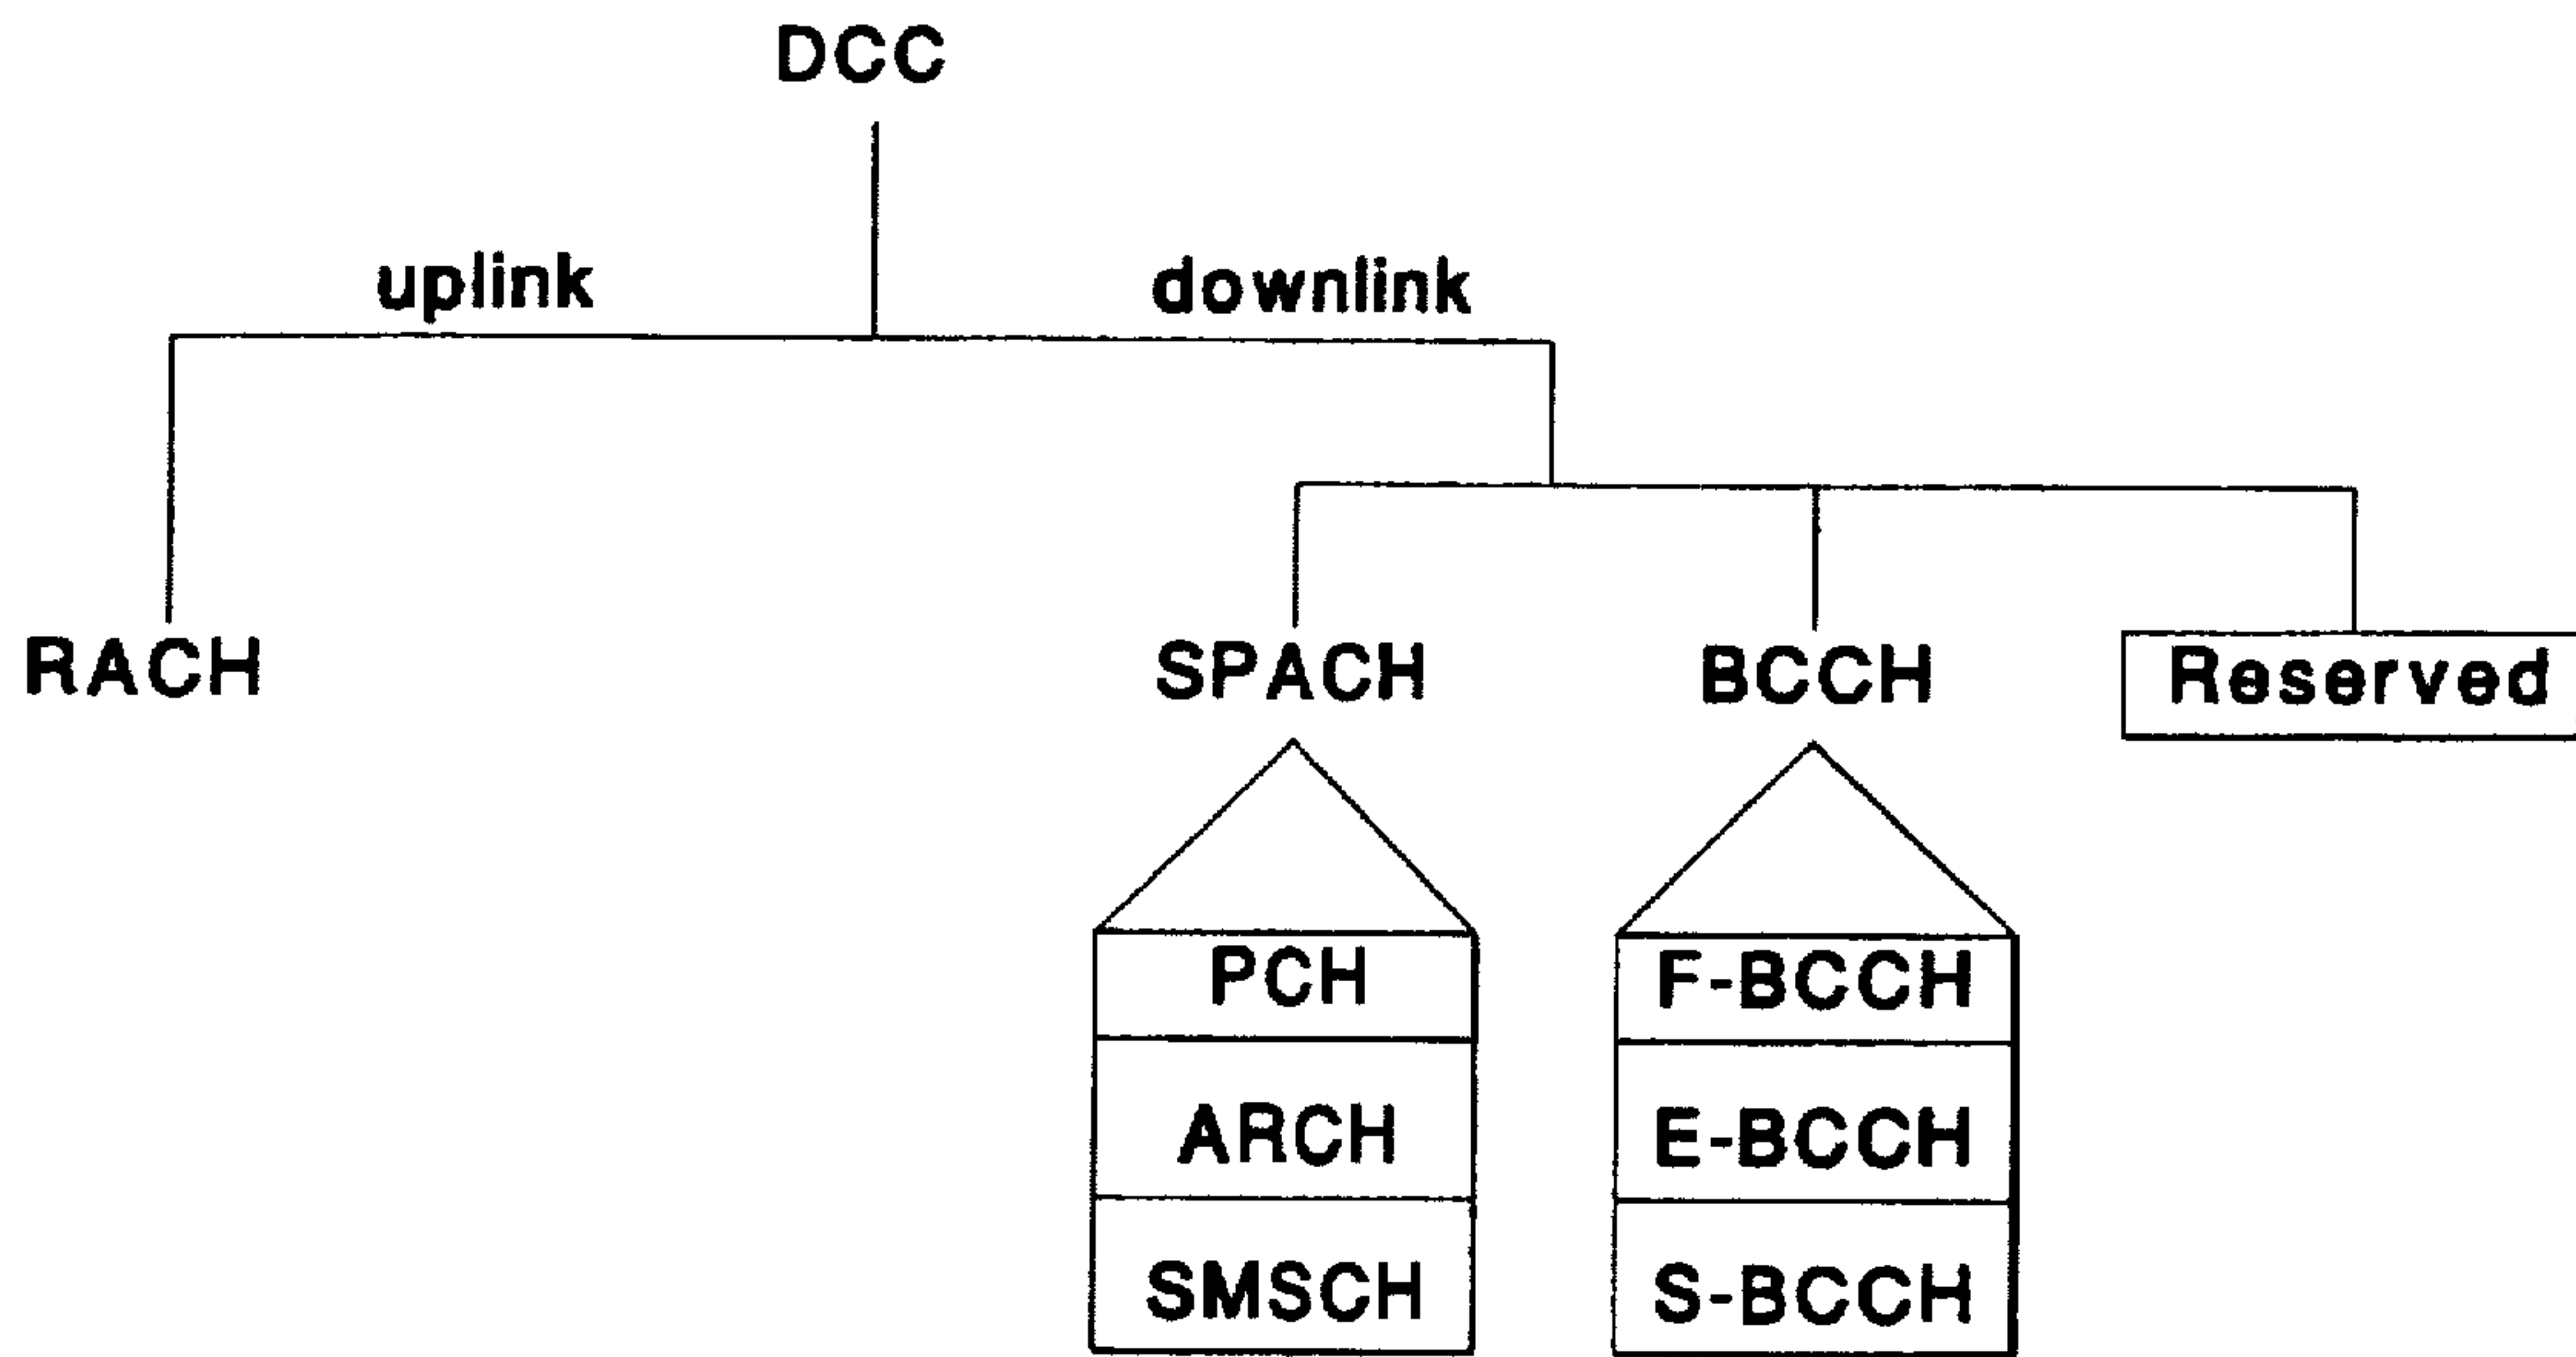 DCC
uplink
downlink
RACH
SPACH
BCCH
Reserved
PCH
ARCH
SMSCH
F-BCCH
E-BCCH
S-BCCH